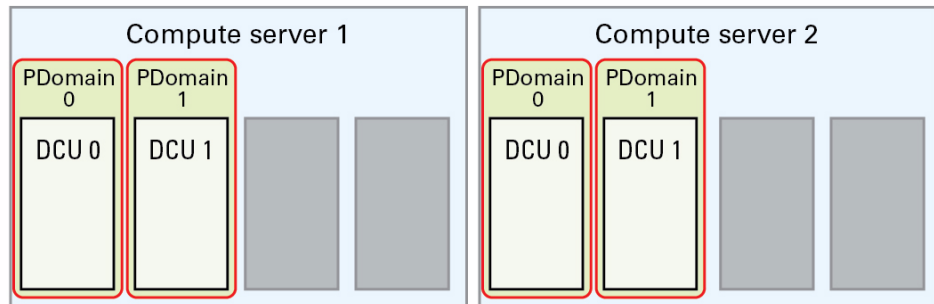 Compute server 1
PDomain
0
PDomain
1
DCU 0
DCU 1
Compute server 2
PDomain
0
PDomain
1
DCU 0
DCU 1